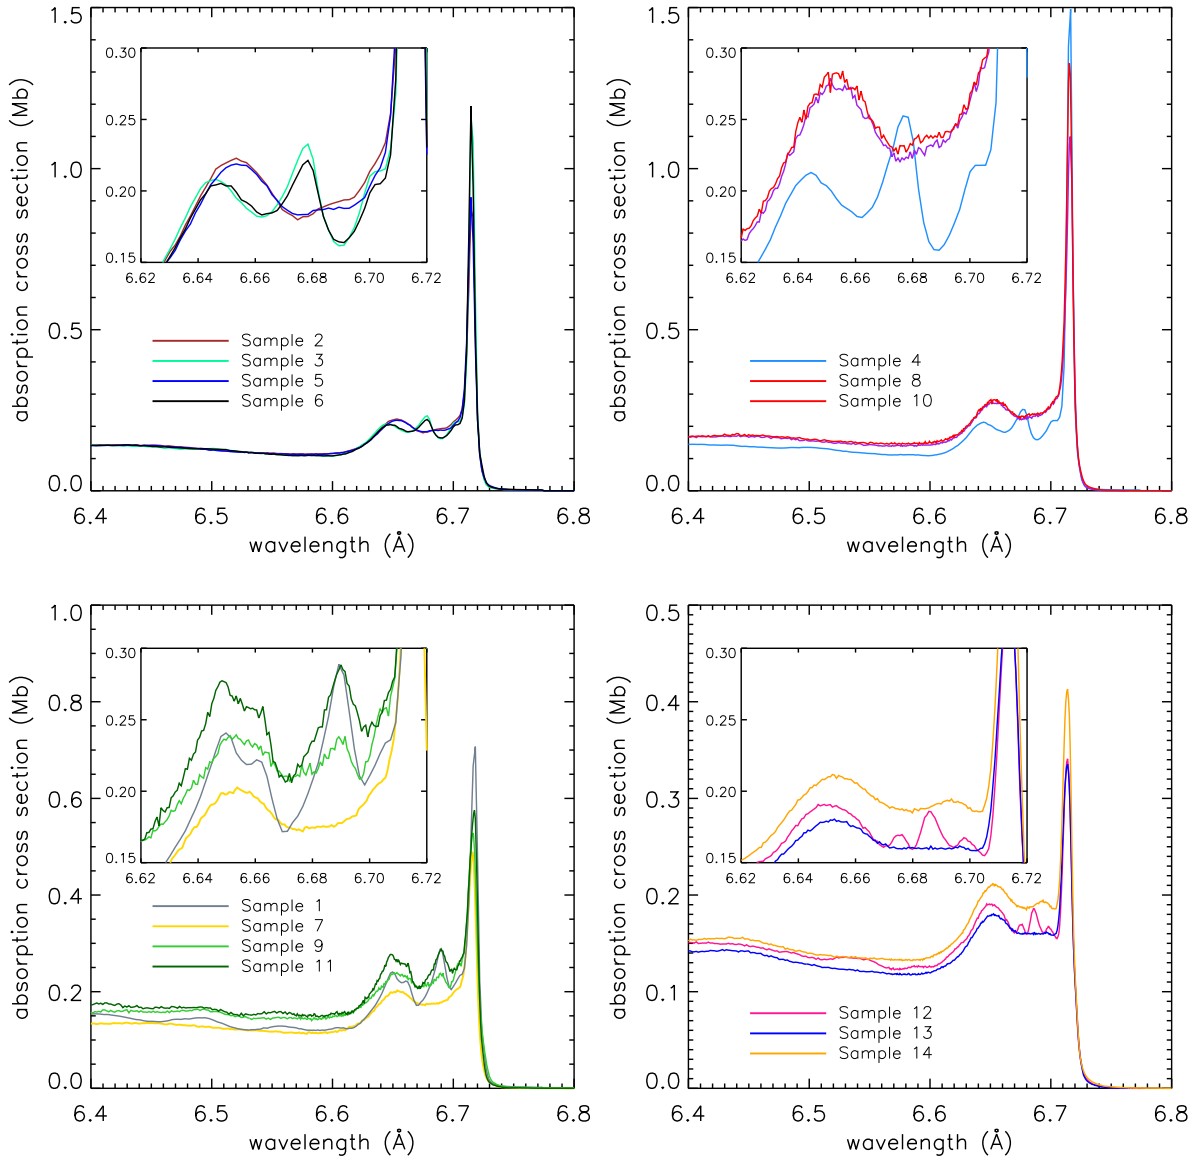 1.5
1.0
0.5
0.0
absorption cross section (Mb)
0.30
0.25
0.20
0.15
6.62 6.64 6.66 6.68 6.70 6.72
Sample 2
Sample 3
Sample 5
Sample 6
6.4 6.5 6.6 6.7 6.8
wavelength (Å)
1.5
1.0
0.5
0.0
absorption cross section (Mb)
0.30
0.25
0.20
0.15
6.62 6.64 6.66 6.68 6.70 6.72
Sample 4
Sample 8
Sample 10
6.4 6.5 6.6 6.7 6.8
wavelength (Å)
1.0
0.8
0.6
0.4
0.2
0.0
absorption cross section (Mb)
0.30
0.25
0.20
0.15
6.62 6.64 6.66 6.68 6.70 6.72
Sample 1
Sample 7
Sample 9
Sample 11
6.4 6.5 6.6 6.7 6.8
wavelength (Å)
0.5
0.4
0.3
0.2
0.1
0.0
absorption cross section (Mb)
0.30
0.25
0.20
0.15
6.62 6.64 6.66 6.68 6.70 6.72
Sample 12
Sample 13
Sample 14
6.4 6.5 6.6 6.7 6.8
wavelength (Å)